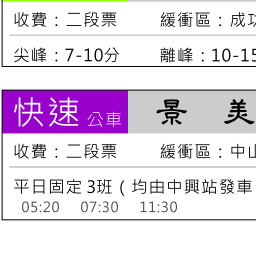 收費：二段票 緩衝區：成功
尖峰：7-10分 離峰：10-15
快速 公車 景 美
收費：二段票 緩衝區：中山
平日固定 3班（均由中興站發車
05:20 07:30 11:30